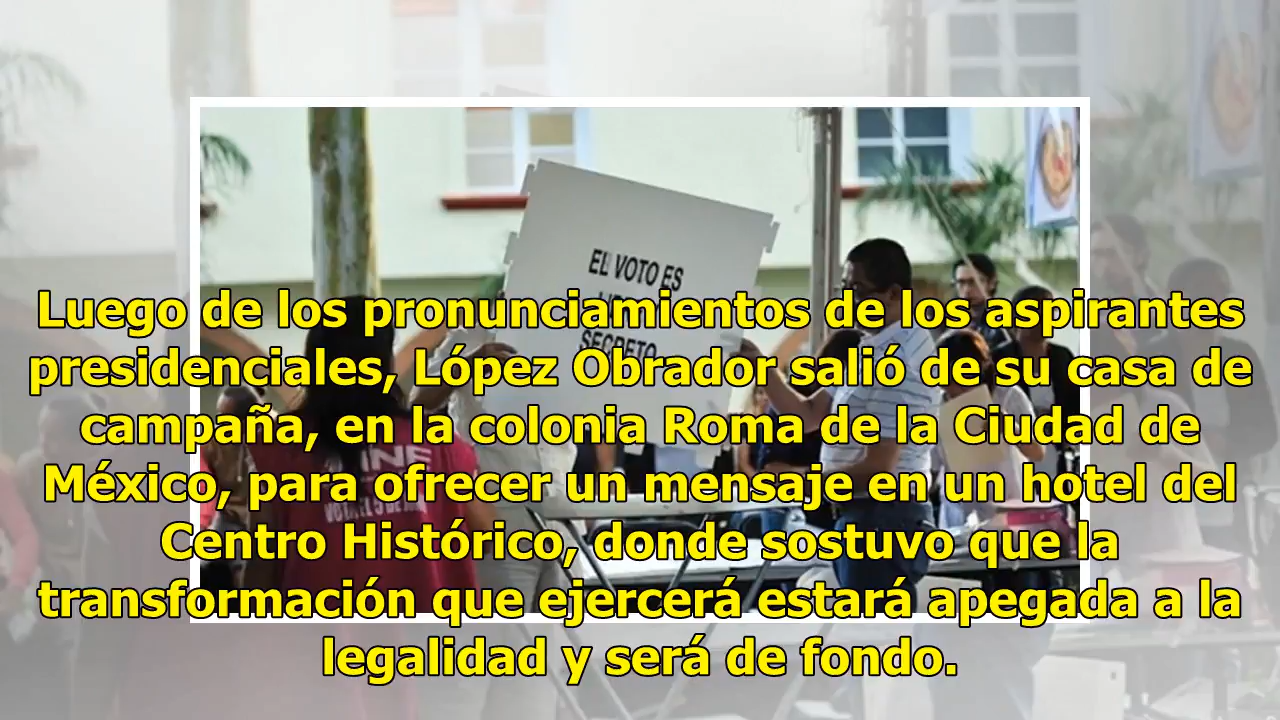 EL VOTO ES
SECRETO
Luego de los pronunciamientos de los aspirantes
presidenciales, López Obrador salió de su casa de
campaña, en la colonia Roma de la Ciudad de
México, para ofrecer un mensaje en un hotel del
Centro Histórico, donde sostuvo que la
transformación que ejercerá estará apegada a la
legalidad y será de fondo.
INE